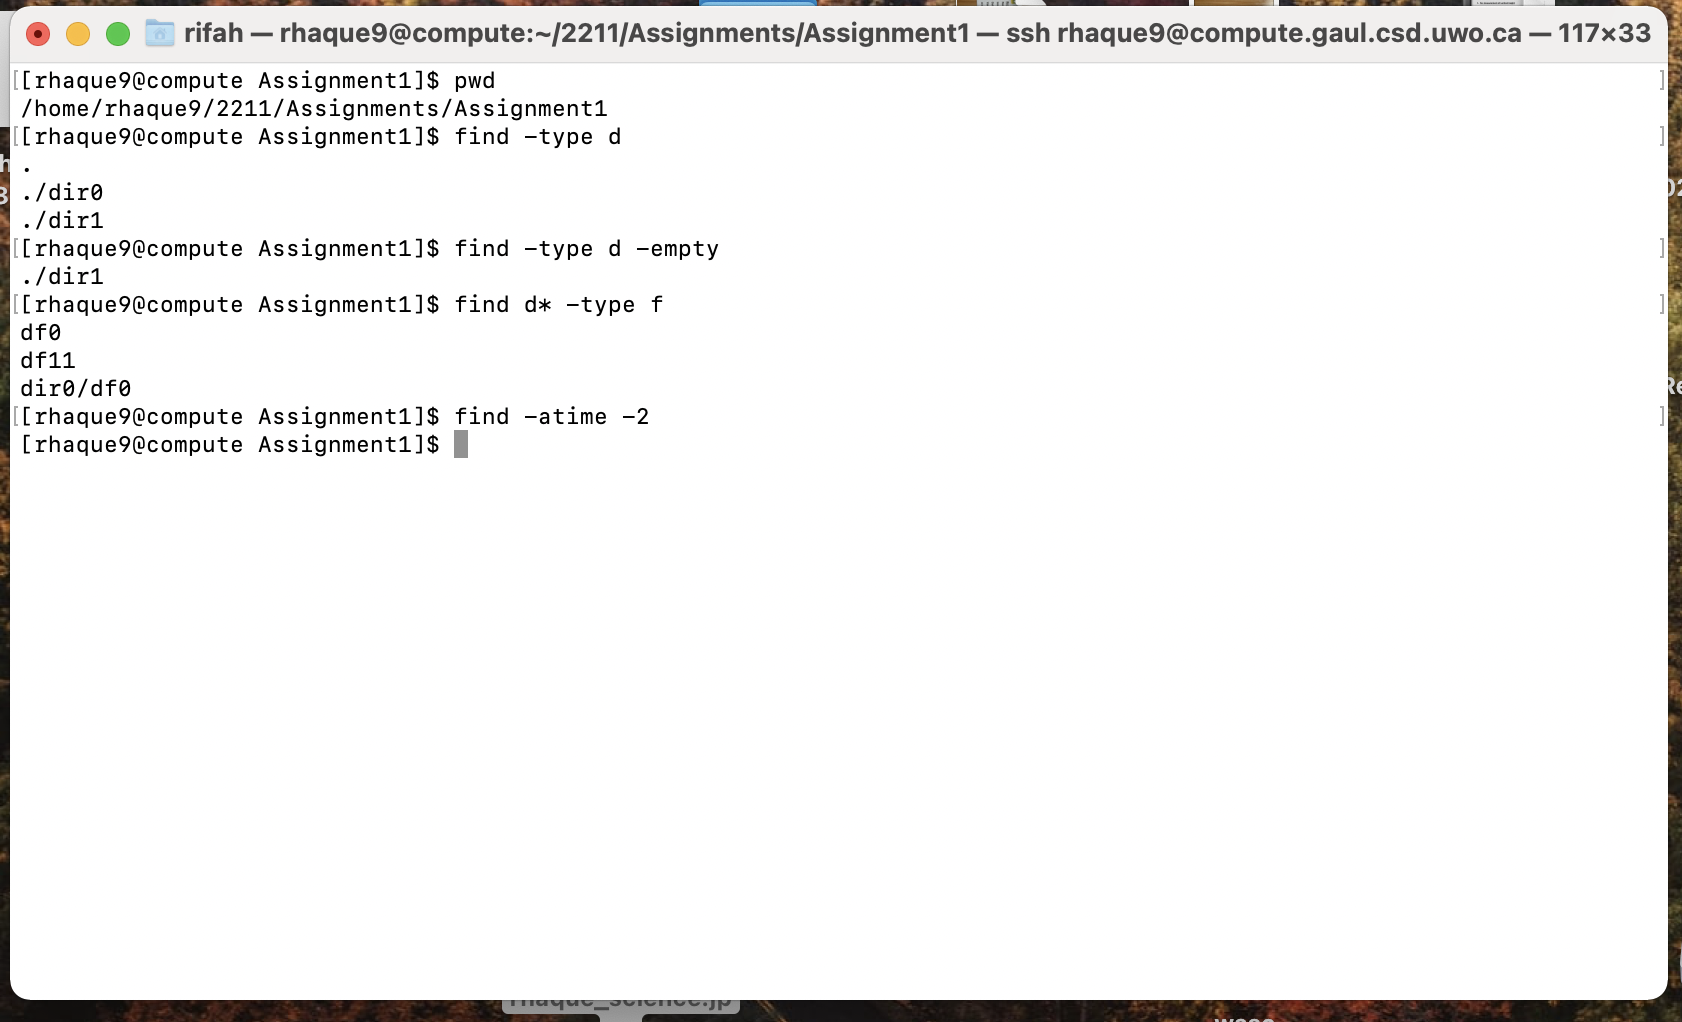 rifah — rhaque9@compute:~/2211/Assignments/Assignment1 — ssh rhaque9@compute.gaul.csd.uwo.ca — 117×33
[[rhaque9@compute Assignment1]$ pwd ]
/home/rhaque9/2211/Assignments/Assignment1
[[rhaque9@compute Assignment1]$ find -type d ]
.
./dir0
./dir1
[[rhaque9@compute Assignment1]$ find -type d -empty ]
./dir1
[[rhaque9@compute Assignment1]$ find d* -type f ]
df0
df11
dir0/df0
[[rhaque9@compute Assignment1]$ find -atime -2 ]
[rhaque9@compute Assignment1]$
rhaque_science.jp